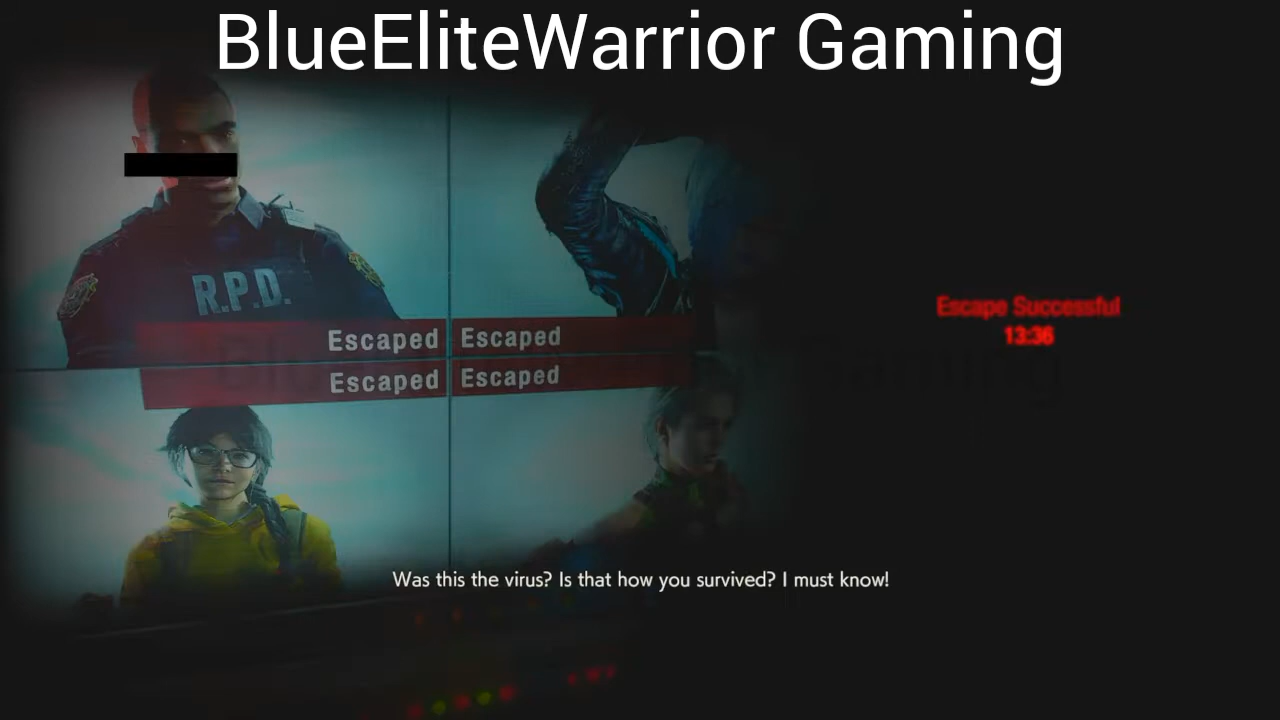 BlueEliteWarrior Gaming
R.P.D.
Escaped Escaped
Escaped Escaped
Escape Successful
13:36
Was this the virus? Is that how you survived? I must know!